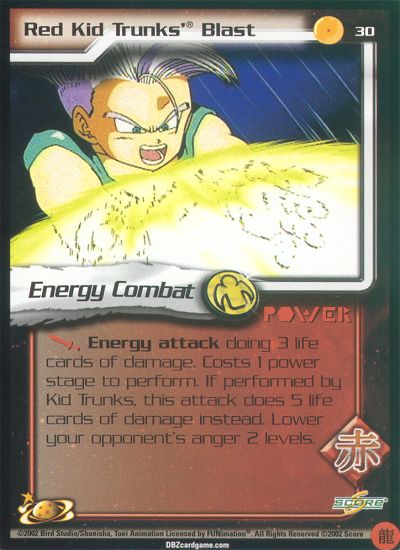 Red Kid Trunks'® Blast
30
Energy Combat
POWER
Energy attack doing 3 life
cards of damage. Costs 1 power
stage to perform. If performed by
Kid Trunks, this attack does 5 life
cards of damage instead. Lower
your opponent's anger 2 levels.
赤
SCORE
©2002 Bird Studio/Shueisha, Toei Animation Licensed by FUNimation®. All Rights Reserved ©2002 Score
DBZcardgame.com
龍